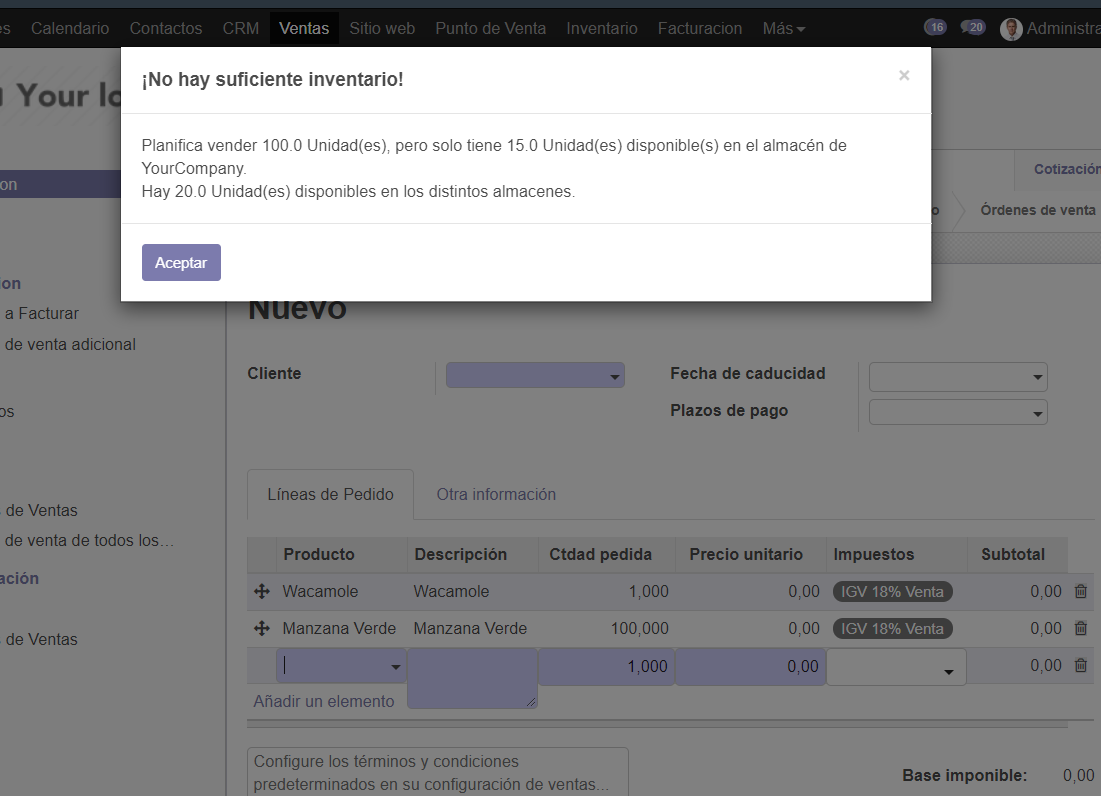 es Calendario Contactos CRM Ventas Sitio web Punto de Venta Inventario Facturacion Más 16 20 Administra
Your lo
¡No hay suficiente inventario! ×
Planifica vender 100.0 Unidad(es), pero solo tiene 15.0 Unidad(es) disponible(s) en el almacén de
YourCompany.
Hay 20.0 Unidad(es) disponibles en los distintos almacenes.
Aceptar
on
Cotización
o Órdenes de venta
ion
a Facturar
de venta adicional
os
de Ventas
de venta de todos los...
ación
de Ventas
Nuevo
Cliente
Fecha de caducidad
Plazos de pago
Líneas de Pedido Otra información
Producto Descripción Ctdad pedida Precio unitario Impuestos Subtotal
Wacamole Wacamole 1,000 0,00 IGV 18% Venta 0,00
Manzana Verde Manzana Verde 100,000 0,00 IGV 18% Venta 0,00
1,000 0,00 0,00
Añadir un elemento
Configure los términos y condiciones
predeterminados en su configuración de ventas...
Base imponible: 0,00